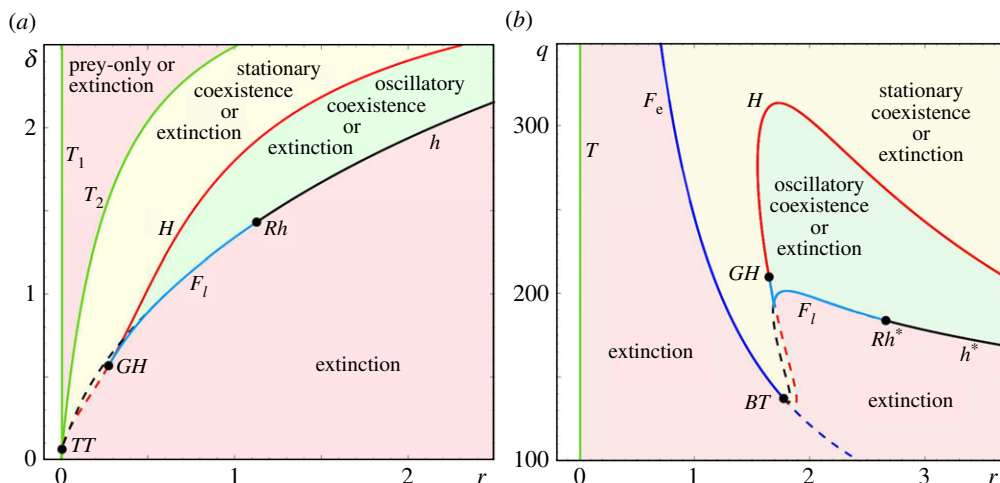 (a)
(b)
δ
prey-only or
extinction
stationary
coexistence
or
extinction
oscillatory
coexistence
or
extinction
2
T1
T2
H
h
Rh
Fl
1
GH
extinction
TT
0
0
1
2
r
q
Fe
H
stationary
coexistence
or
extinction
300
T
oscillatory
coexistence
or
extinction
GH
200
Fl
Rh*
h*
extinction
BT
extinction
100
0
1
2
3
r